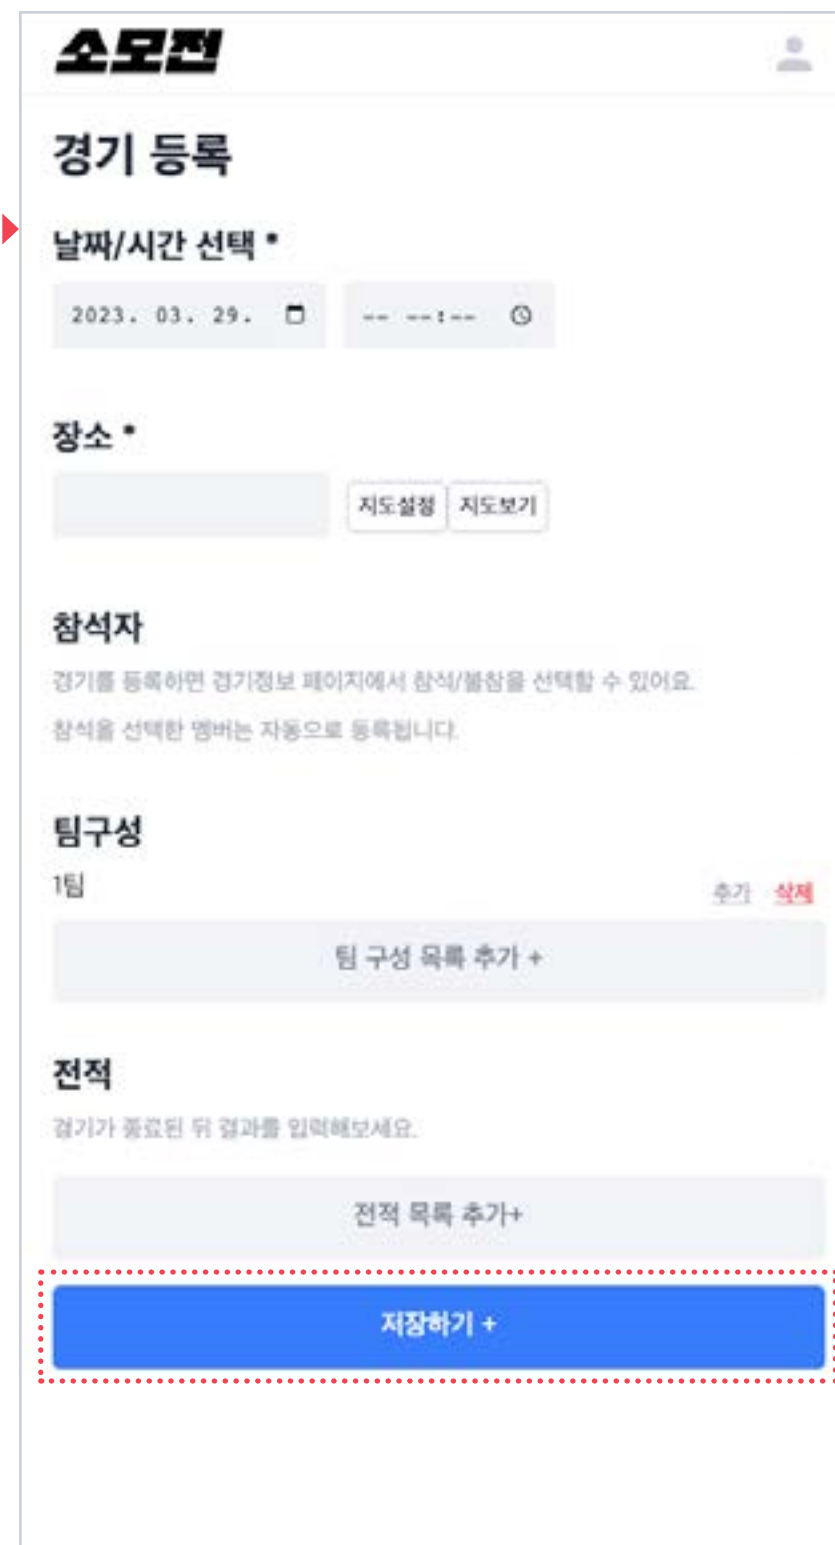 소모전
경기 등록
날짜/시간 선택 *
2023. 03. 29. -- --:--
장소 *
지도설정 지도보기
참석자
경기를 등록하면 경기정보 페이지에서 참석/불참을 선택할 수 있어요.
참석을 선택한 멤버는 자동으로 등록됩니다.
팀구성
1팀 추가 삭제
팀 구성 목록 추가 +
전적
경기가 종료된 뒤 결과를 입력해보세요.
전적 목록 추가+
저장하기 +